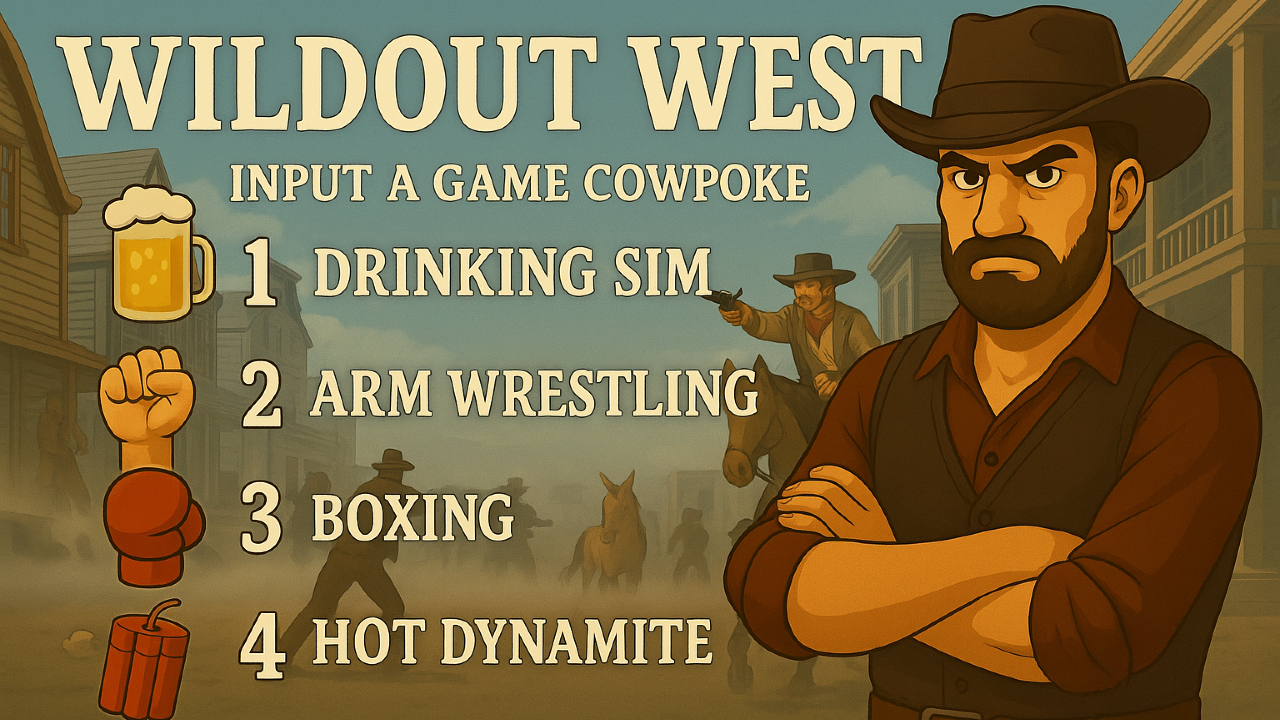 WILDOUT WEST
INPUT A GAME COWPOKE
1 DRINKING SIM
2 ARM WRESTLING
3 BOXING
4 HOT DYNAMITE